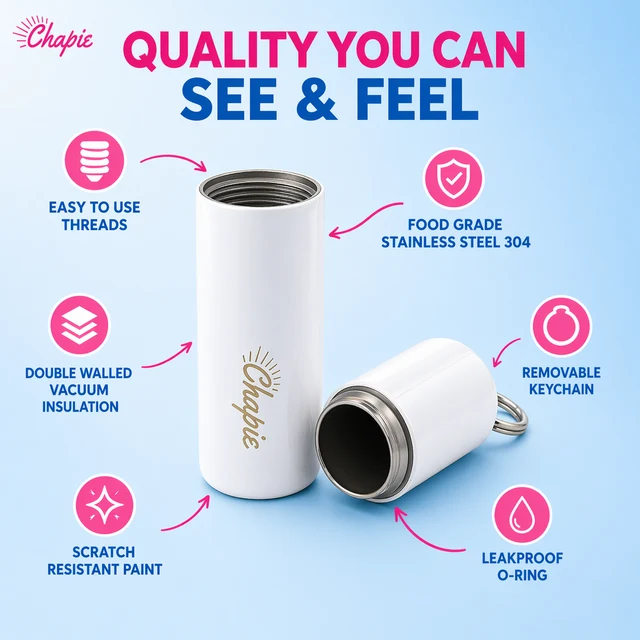 Chapie
QUALITY YOU CAN
SEE & FEEL
EASY TO USE
THREADS
FOOD GRADE
STAINLESS STEEL 304
DOUBLE WALLED
VACUUM
INSULATION
REMOVABLE
KEYCHAIN
Chapie
SCRATCH
RESISTANT PAINT
LEAKPROOF
O-RING